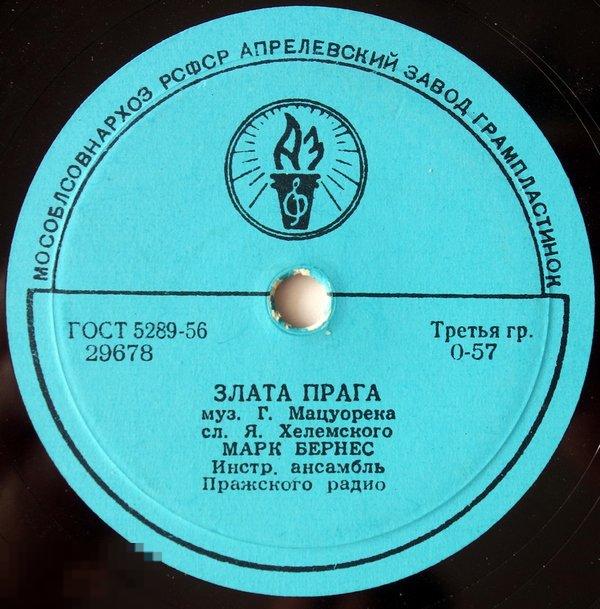 МОСОБЛСОВНАРХОЗ РСФСР АПРЕЛЕВСКИЙ ЗАВОД ГРАМПЛАСТИНОК
АЗ
ГОСТ 5289-56
29678
Третья гр.
0-57
ЗЛАТА ПРАГА
муз. Г. Мацуорека
сл. Я. Хелемского
МАРК БЕРНЕС
Инстр. ансамбль
Пражского радио